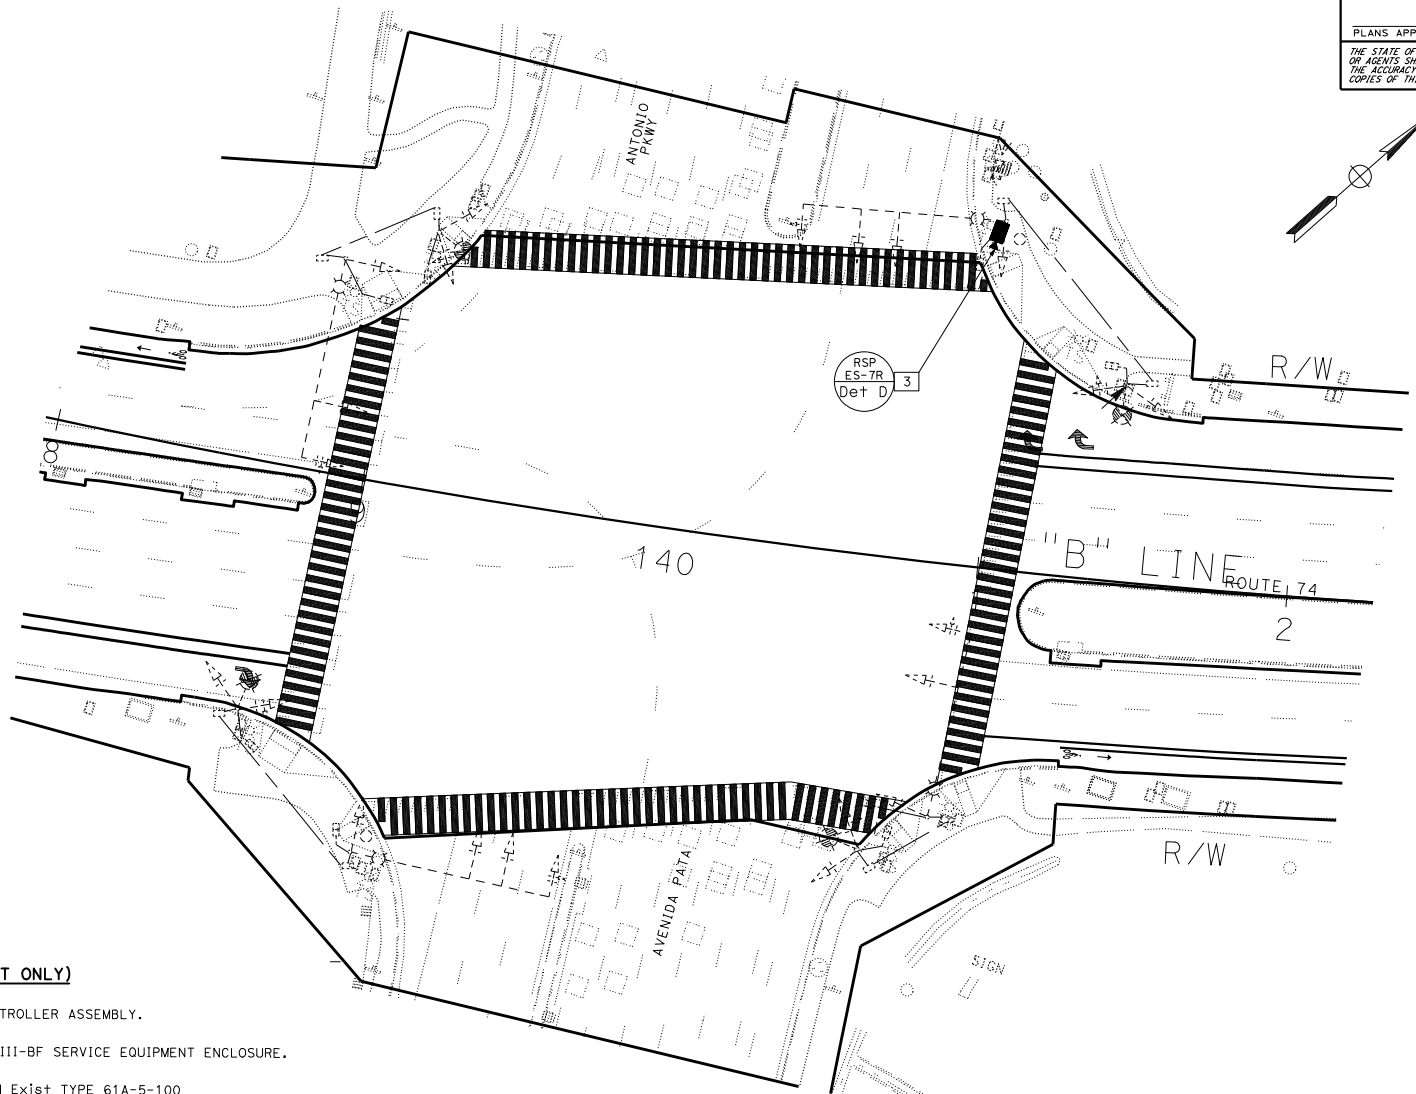 PLANS APP
THE STATE OF
OR AGENTS SH
THE ACCURACY
COPIES OF TH
ANTONIO
PKWY
RSP
ES-7R
Det D
3
R/W
8
140
"B" LINE
ROUTE 74
2
R/W
AVENIDA PATA
SIGN
T ONLY)
TROLLER ASSEMBLY.
III-BF SERVICE EQUIPMENT ENCLOSURE.
Exist TYPE 61A-5-100